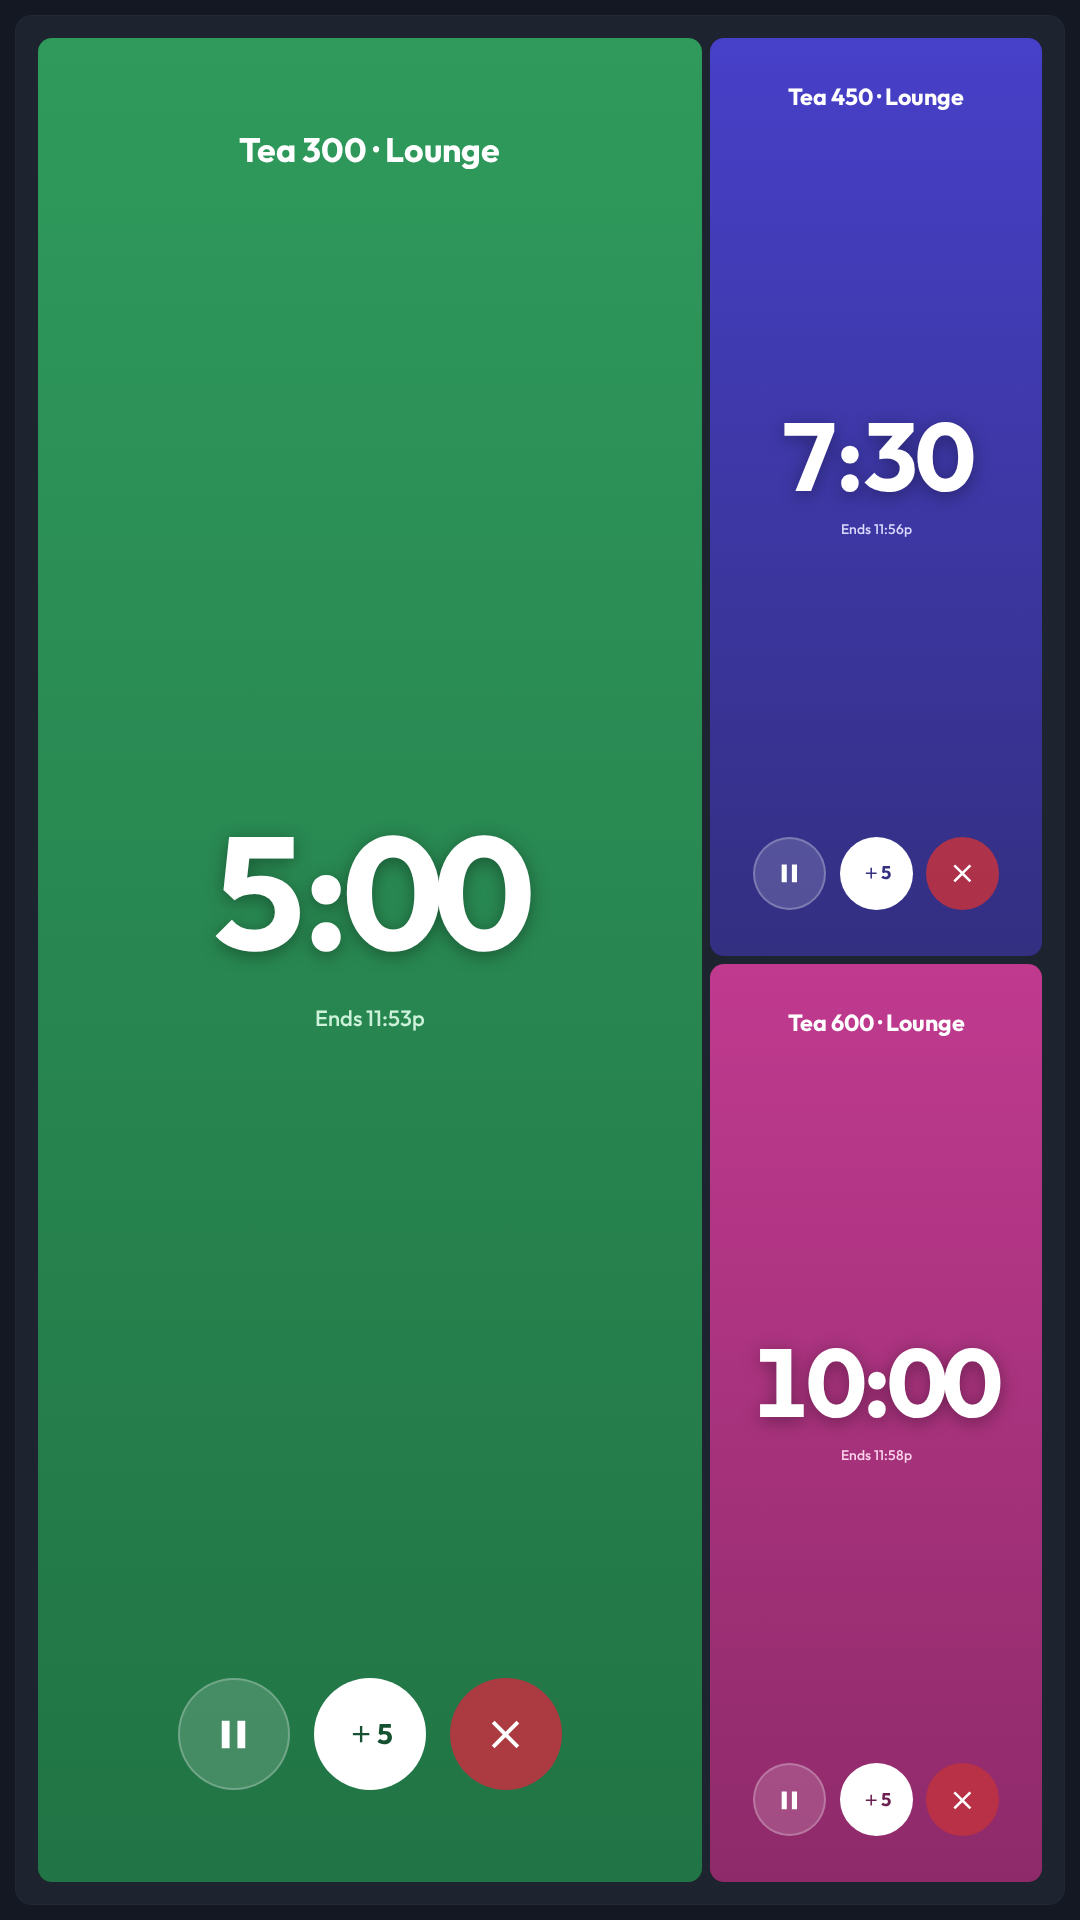 Tea 300 · Lounge
5:00
Ends 11:53p
+ 5
Tea 450 · Lounge
7:30
Ends 11:56p
+ 5
Tea 600 · Lounge
10:00
Ends 11:58p
+ 5